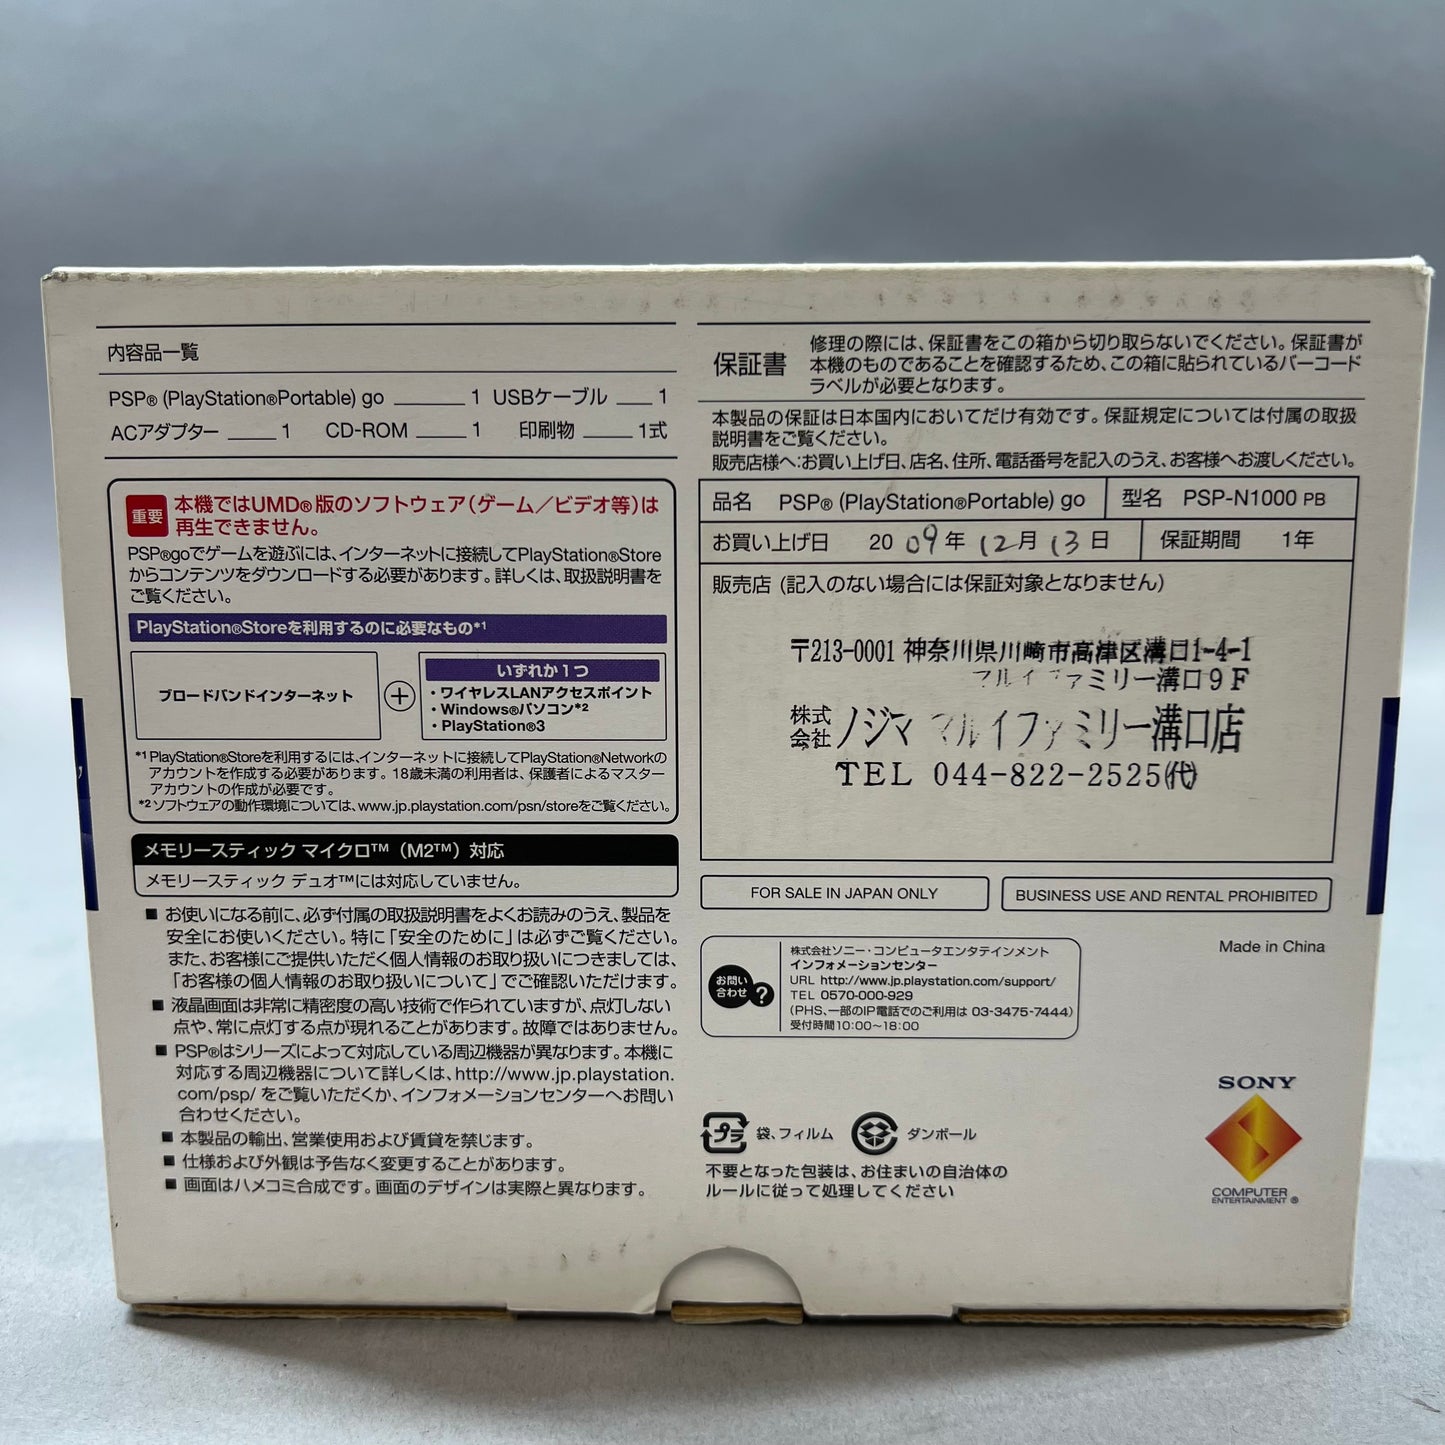 内容品一覧
PSP® (PlayStation®Portable) go ______ 1 USBケーブル ___ 1
ACアダプター ____ 1 CD-ROM ____ 1 印刷物 ____ 1式
重要 本機ではUMD®版のソフトウェア(ゲーム／ビデオ等)は
再生できません。
PSP®goでゲームを遊ぶには、インターネットに接続してPlayStation®Store
からコンテンツをダウンロードする必要があります。詳しくは、取扱説明書を
ご覧ください。
PlayStation®Storeを利用するのに必要なもの*1
ブロードバンドインターネット
+
いずれか1つ
・ワイヤレスLANアクセスポイント
・Windows®パソコン*2
・PlayStation®3
*1 PlayStation®Storeを利用するには、インターネットに接続してPlayStation®Networkの
アカウントを作成する必要があります。18歳未満の利用者は、保護者によるマスター
アカウントの作成が必要です。
*2 ソフトウェアの動作環境については、www.jp.playstation.com/psn/storeをご覧ください。
メモリースティック マイクロ™（M2™）対応
メモリースティック デュオ™には対応していません。
■ お使いになる前に、必ず付属の取扱説明書をよくお読みのうえ、製品を
安全にお使いください。特に「安全のために」は必ずご覧ください。
また、お客様にご提供いただく個人情報のお取り扱いにつきましては、
「お客様の個人情報のお取り扱いについて」でご確認いただけます。
■ 液晶画面は非常に精密度の高い技術で作られていますが、点灯しない
点や、常に点灯する点が現れることがあります。故障ではありません。
■ PSP®はシリーズによって対応している周辺機器が異なります。本機に
対応する周辺機器について詳しくは、http://www.jp.playstation.
com/psp/ をご覧いただくか、インフォメーションセンターへお問い
合わせください。
■ 本製品の輸出、営業使用および賃貸を禁じます。
■ 仕様および外観は予告なく変更することがあります。
■ 画面はハメコミ合成です。画面のデザインは実際と異なります。
保証書
修理の際には、保証書をこの箱から切り取らないでください。保証書が
本機のものであることを確認するため、この箱に貼られているバーコード
ラベルが必要となります。
本製品の保証は日本国内においてだけ有効です。保証規定については付属の取扱
説明書をご覧ください。
販売店様へ:お買い上げ日、店名、住所、電話番号を記入のうえ、お客様へお渡しください。
品名 PSP® (PlayStation®Portable) go 型名 PSP-N1000 PB
お買い上げ日 20 09 年 12 月 13 日 保証期間 1年
販売店 (記入のない場合には保証対象となりません)
〒213-0001 神奈川県川崎市高津区溝口1-4-1
マルイファミリー溝口9F
株式会社 ノジマ マルイファミリー溝口店
TEL 044-822-2525(代)
FOR SALE IN JAPAN ONLY
BUSINESS USE AND RENTAL PROHIBITED
お問い
合わせ ?
株式会社ソニー・コンピュータエンタテインメント
インフォメーションセンター
URL http://www.jp.playstation.com/support/
TEL 0570-000-929
(PHS、一部のIP電話でのご利用は 03-3475-7444)
受付時間10:00〜18:00
Made in China
プラ 袋、フィルム ダンボール
不要となった包装は、お住まいの自治体の
ルールに従って処理してください
SONY
COMPUTER
ENTERTAINMENT ®